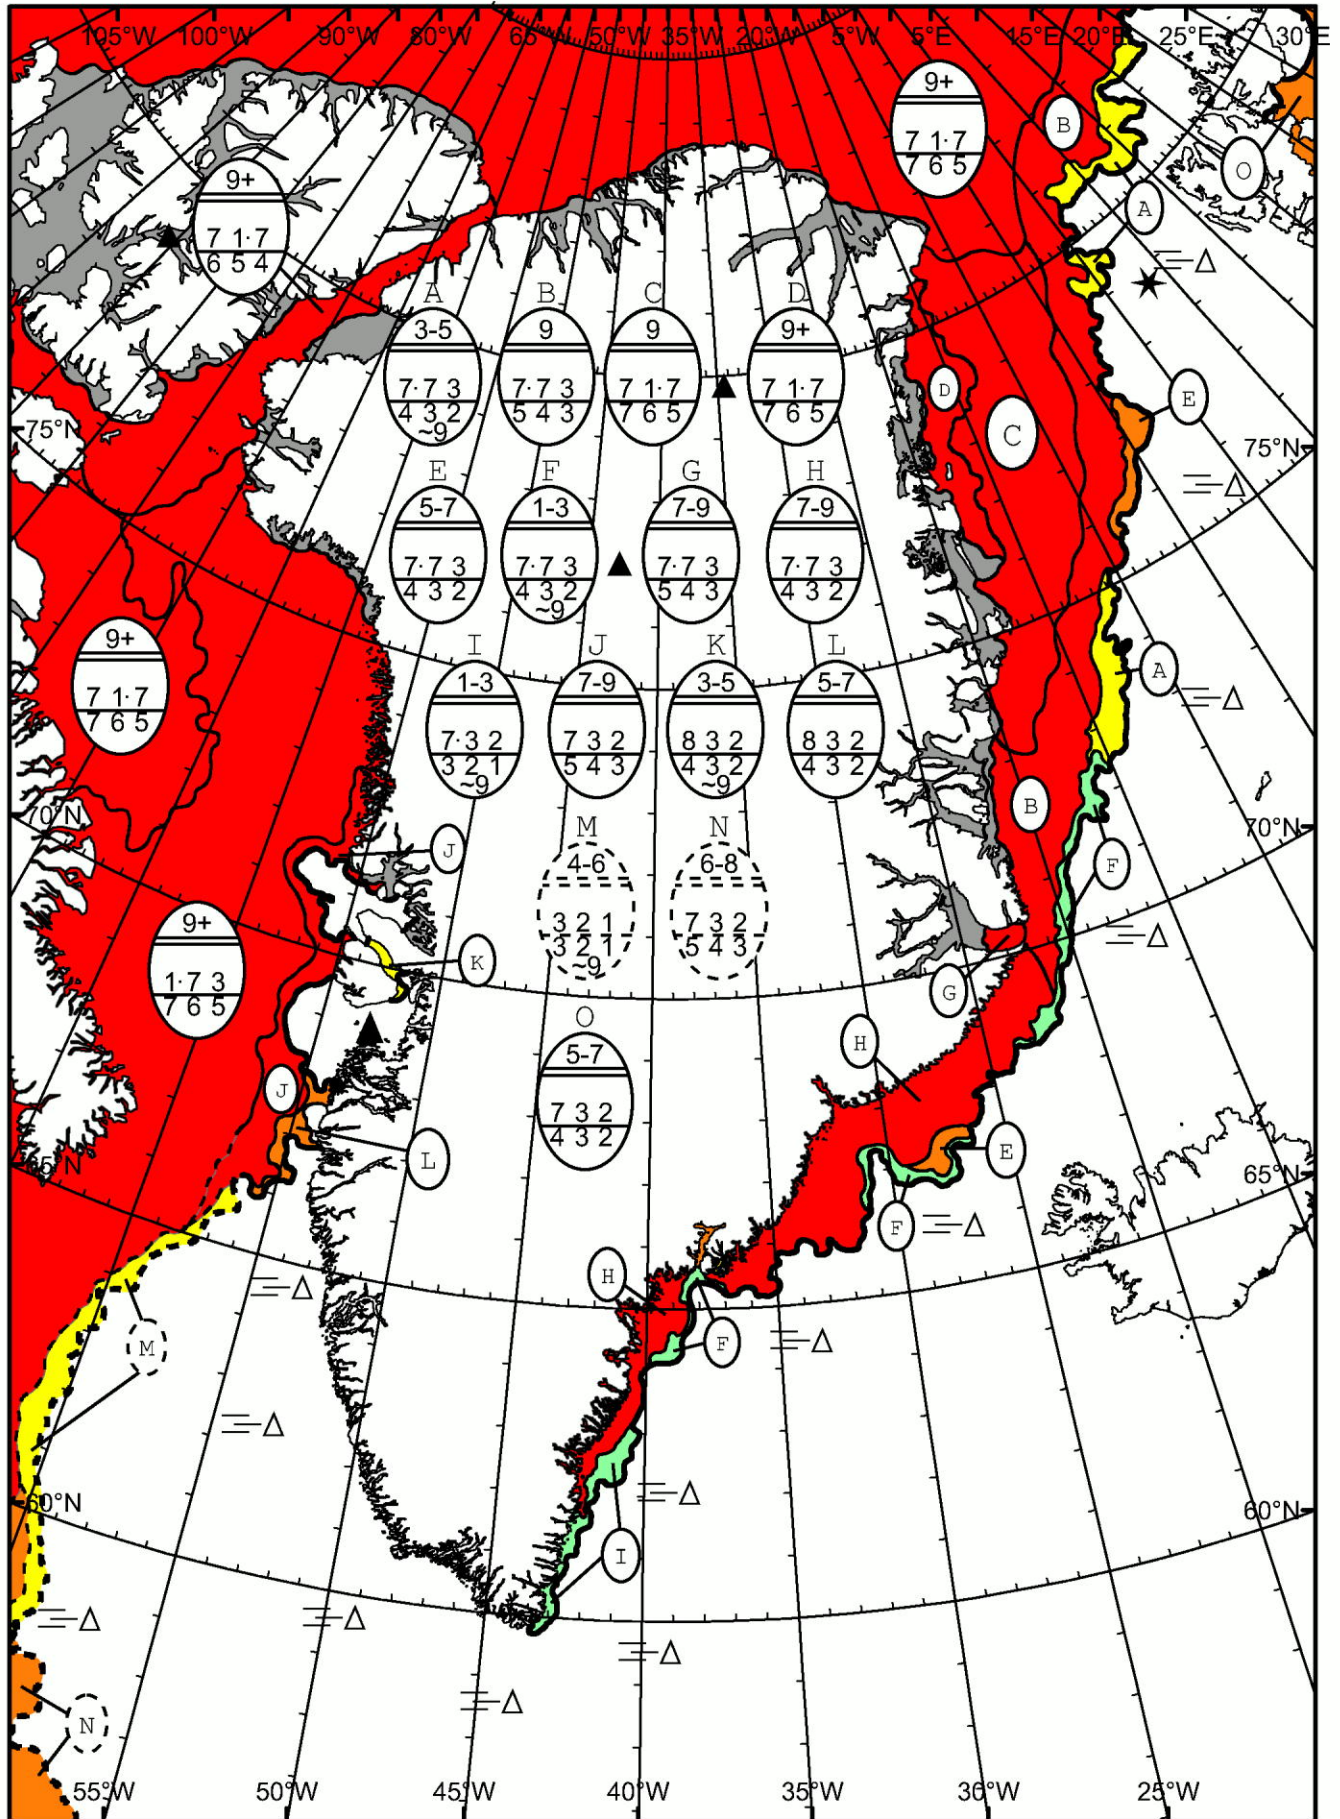 105°W 100°W 90°W 80°W 65°W 50°W 35°W 20°W 5°W 5°E 15°E 20°E 25°E 30°E
9+
7 1·7
7 6 5
B
O
9+
7 1·7
6 5 4
A
A B C D
3-5 9 9 9+
7·7 3 7·7 3 7 1·7 7 1·7
4 3 2 5 4 3 7 6 5 7 6 5
~9
D
E
C
75°N
75°N
E F G H
5-7 1-3 7-9 7-9
7·7 3 7·7 3 7·7 3 7·7 3
4 3 2 4 3 2 5 4 3 4 3 2
~9
9+
7 1·7
7 6 5
I J K L
1-3 7-9 3-5 5-7
7·3 2 7 3 2 8 3 2 8 3 2
3 2 1 5 4 3 4 3 2 4 3 2
~9 ~9
A
B
70°N
70°N
M N
4-6 6-8
3 2 1 7 3 2
3 2 1 5 4 3
~9
J
F
9+
1·7 3
7 6 5
K
G
O
5-7
7 3 2
4 3 2
H
J
L
E
65°N
65°N
F
H
F
M
60°N
60°N
I
N
55°W 50°W 45°W 40°W 35°W 30°W 25°W